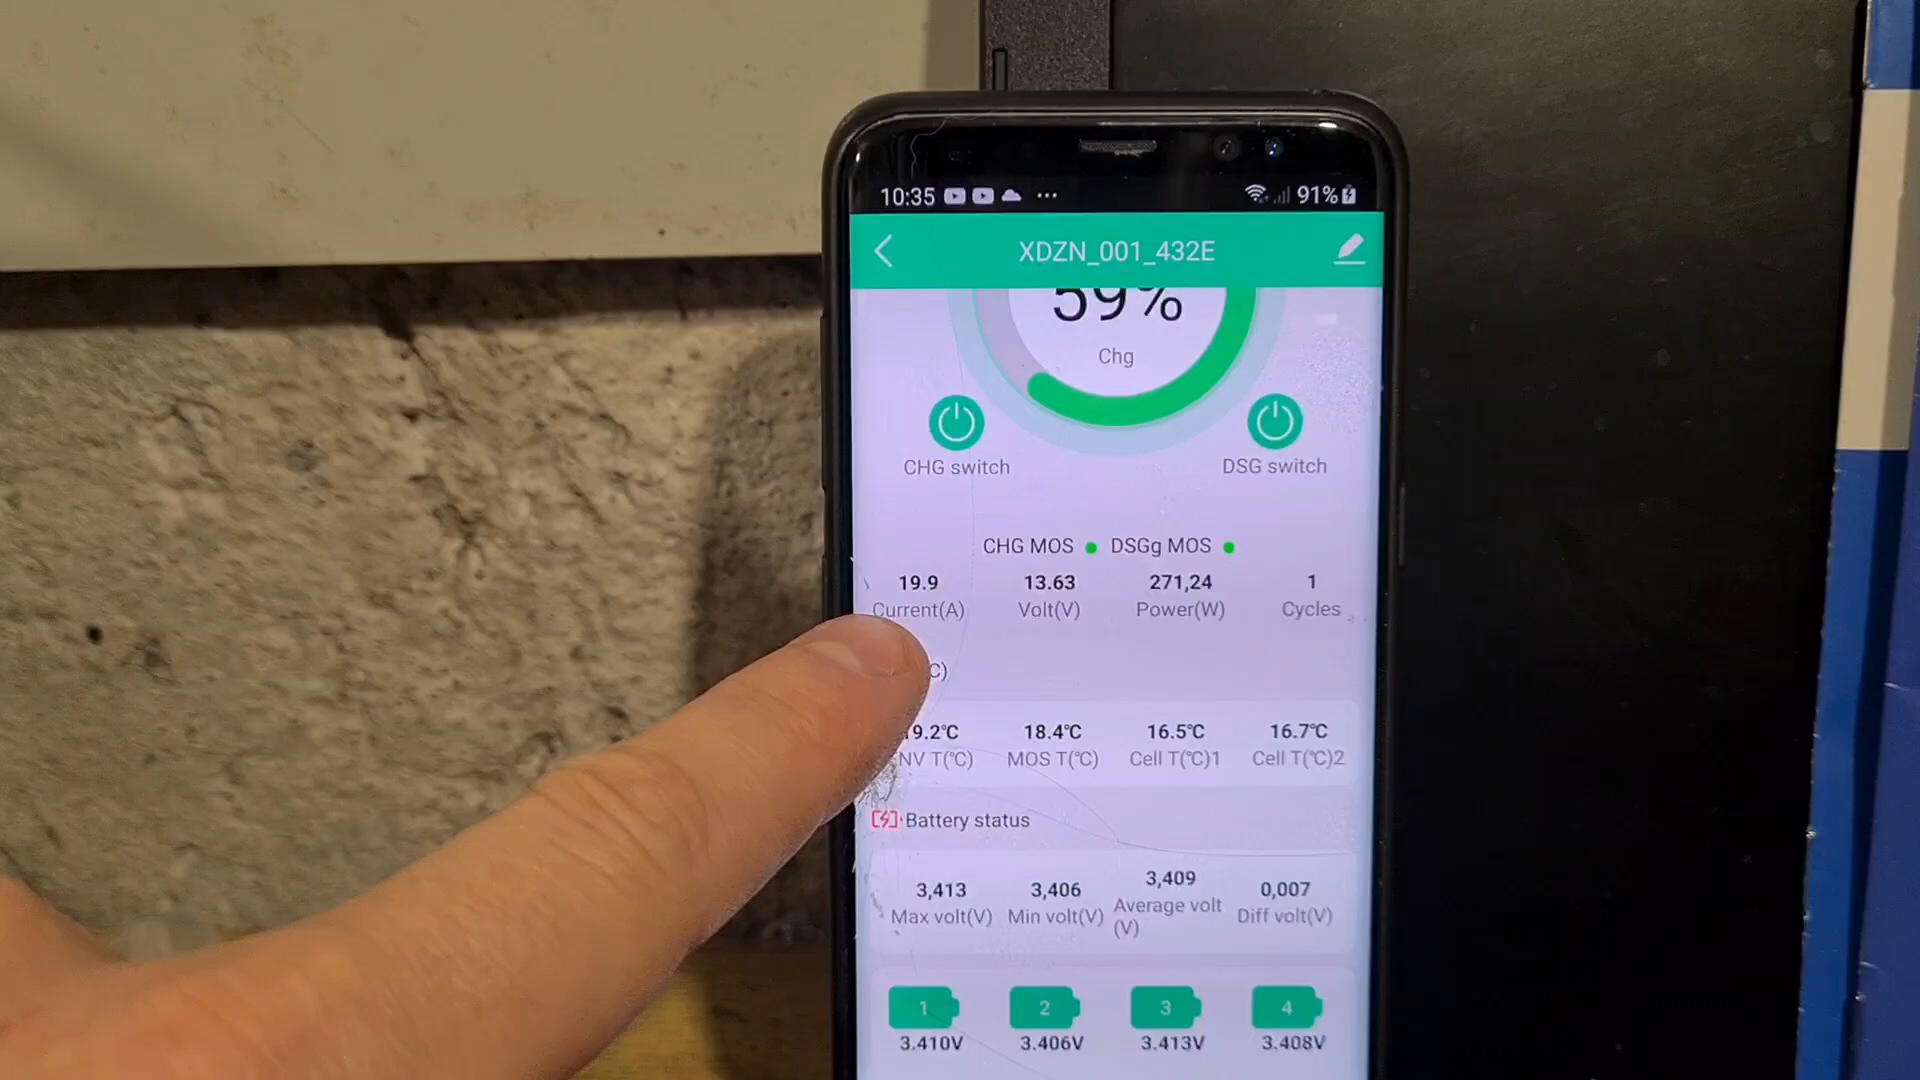 10:35 ... 91%
XDZN_001_432E
59%
Chg
CHG switch DSG switch
CHG MOS DSGg MOS
19.9 13.63 271,24 1
Current(A) Volt(V) Power(W) Cycles
C)
9.2℃ 18.4℃ 16.5℃ 16.7℃
NV T(℃) MOS T(℃) Cell T(℃)1 Cell T(℃)2
Battery status
3,413 3,406 3,409 0,007
Max volt(V) Min volt(V) Average volt (V) Diff volt(V)
1 2 3 4
3.410V 3.406V 3.413V 3.408V